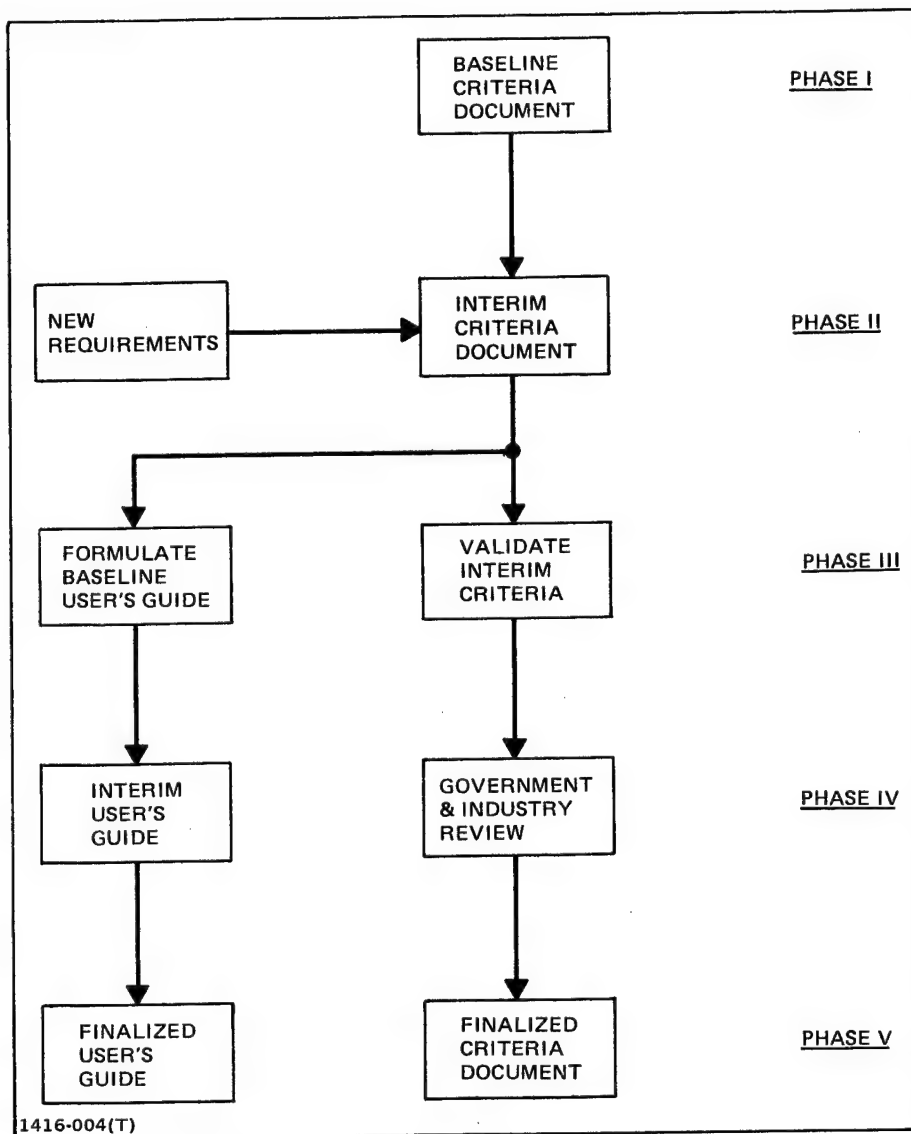 BASELINE
CRITERIA
DOCUMENT
PHASE I
NEW
REQUIREMENTS
INTERIM
CRITERIA
DOCUMENT
PHASE II
FORMULATE
BASELINE
USER'S GUIDE
VALIDATE
INTERIM
CRITERIA
PHASE III
INTERIM
USER'S
GUIDE
GOVERNMENT
& INDUSTRY
REVIEW
PHASE IV
FINALIZED
USER'S
GUIDE
FINALIZED
CRITERIA
DOCUMENT
PHASE V
1416-004(T)